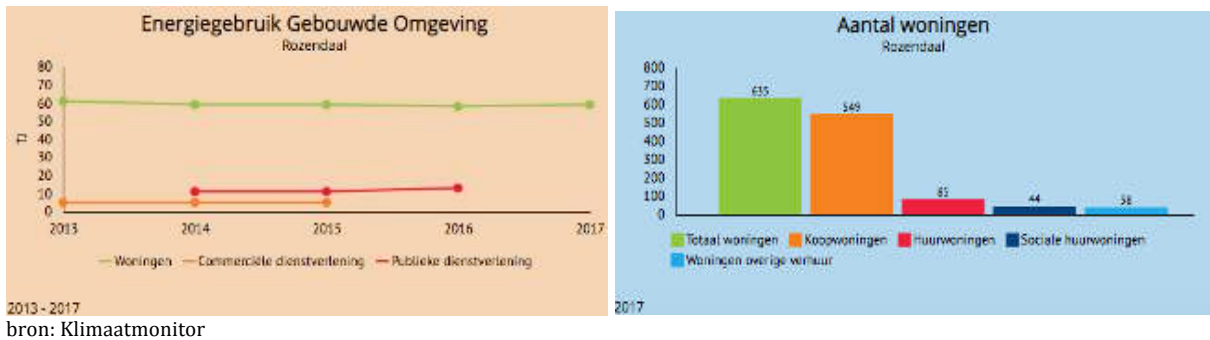 Energiegebruik Gebouwde Omgeving
Rozendaal
80
70
60
50
40
30
20
10
0
TJ
2013 2014 2015 2016 2017
Woningen Commerciële dienstverlening Publieke dienstverlening
2013 - 2017
Aantal woningen
Rozendaal
800
700
600
500
400
300
200
100
0
635
549
85
44
38
Totaal woningen Koopwoningen Huurwoningen Sociale huurwoningen
Woningen overige verhuur
2017
bron: Klimaatmonitor